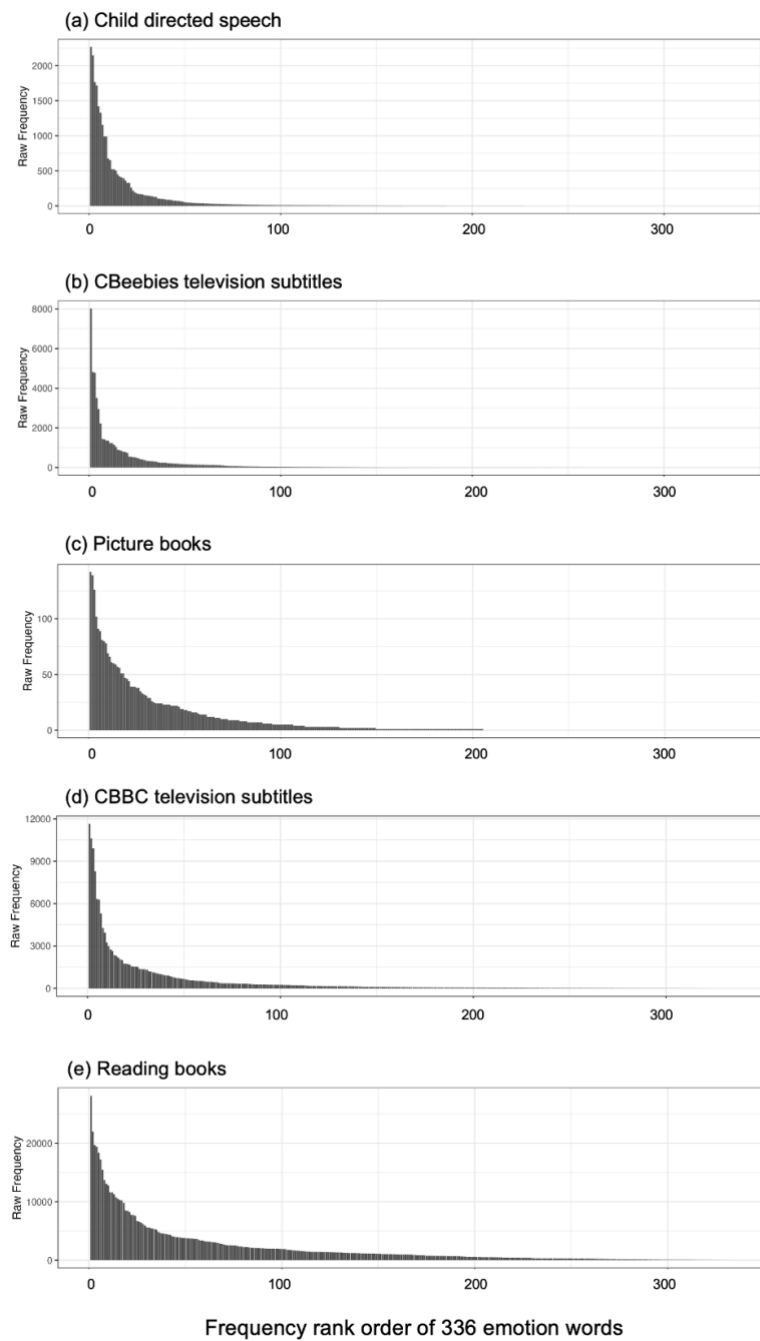 (a) Child directed speech
Raw Frequency
2000
1500
1000
500
0
0 100 200 300
(b) CBeebies television subtitles
Raw Frequency
8000
6000
4000
2000
0
0 100 200 300
(c) Picture books
Raw Frequency
100
50
0
0 100 200 300
(d) CBBC television subtitles
Raw Frequency
12000
9000
6000
3000
0
0 100 200 300
(e) Reading books
Raw Frequency
20000
10000
0
0 100 200 300
Frequency rank order of 336 emotion words